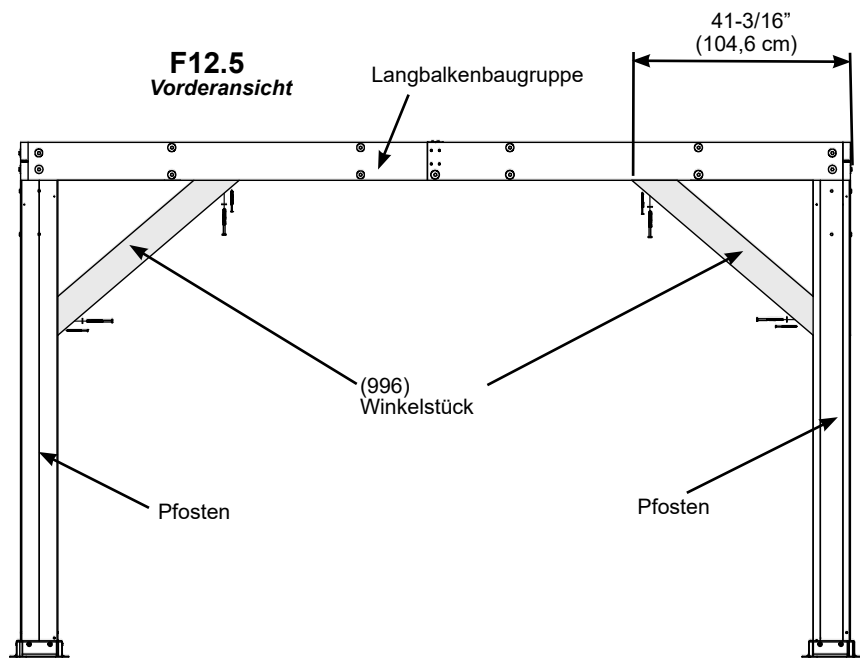 41-3/16”
(104,6 cm)
F12.5
Vorderansicht
Langbalkenbaugruppe
(996)
Winkelstück
Pfosten
Pfosten